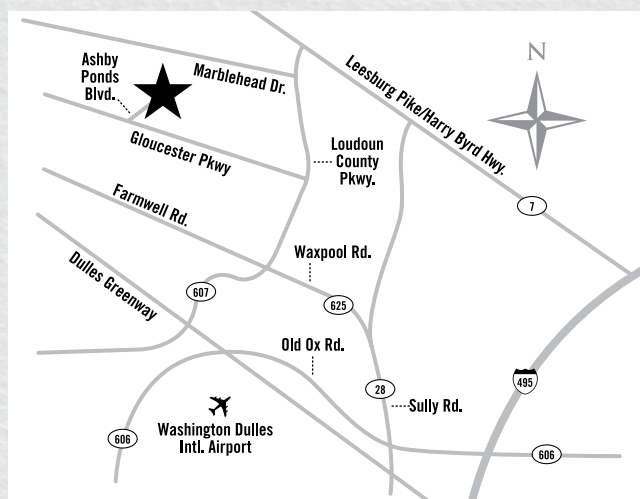 N
Ashby
Ponds
Blvd.
Marblehead Dr.
Leesburg Pike/Harry Byrd Hwy.
Gloucester Pkwy
Loudoun
County
Pkwy.
Farmwell Rd.
7
Waxpool Rd.
Dulles Greenway
607
625
Old Ox Rd.
495
28
Sully Rd.
Washington Dulles
Intl. Airport
606
606